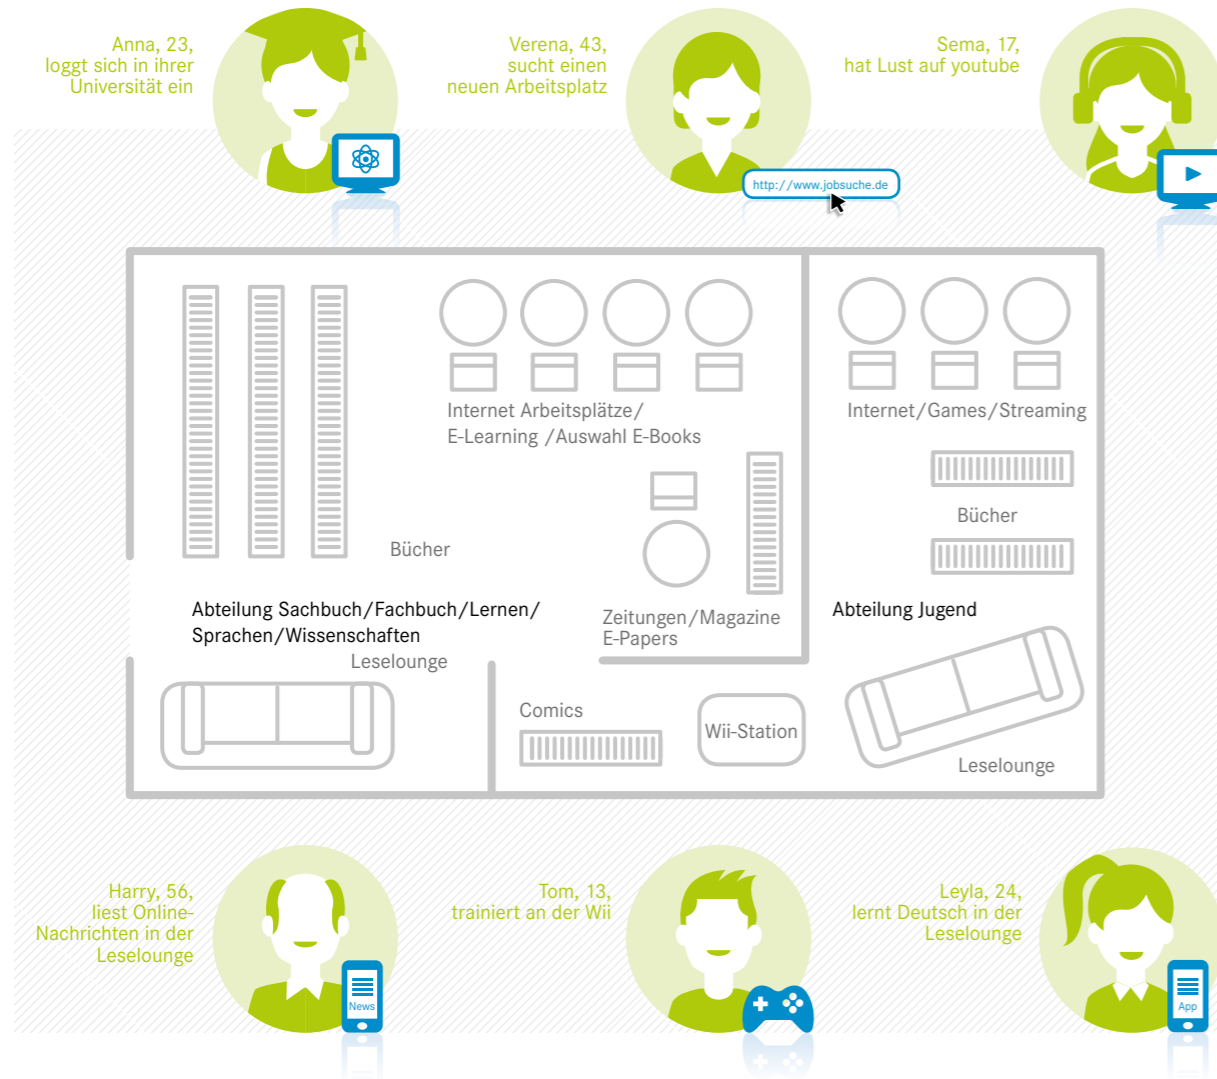 Anna, 23,
loggt sich in ihrer
Universität ein
Verena, 43,
sucht einen
neuen Arbeitsplatz
Sema, 17,
hat Lust auf youtube
http://www.jobsuche.de
Internet Arbeitsplätze/
E-Learning /Auswahl E-Books
Internet/Games/Streaming
Bücher
Bücher
Abteilung Sachbuch/Fachbuch/Lernen/
Sprachen/Wissenschaften
Zeitungen/Magazine
E-Papers
Abteilung Jugend
Leselounge
Comics
Wii-Station
Leselounge
Harry, 56,
liest Online-
Nachrichten in der
Leselounge
News
Tom, 13,
trainiert an der Wii
Leyla, 24,
lernt Deutsch in der
Leselounge
App